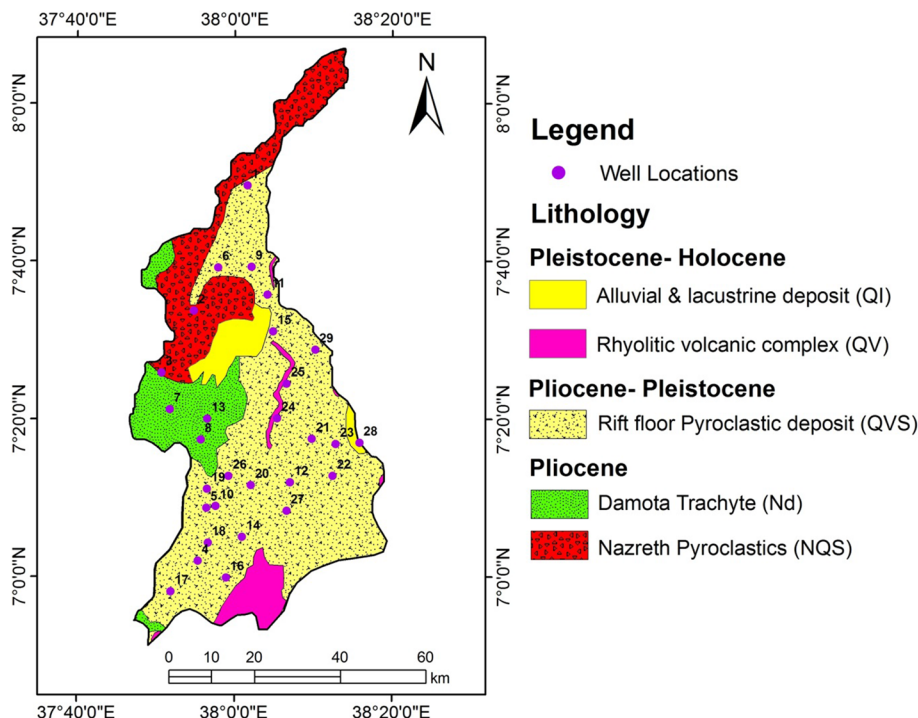 37°40'0"E 38°0'0"E 38°20'0"E
8°0'0"N
7°40'0"N
7°20'0"N
7°0'0"N
N
1
6
9
11
2
15
29
3
25
7
13
24
8
21
23
28
26
19
20
12
22
5
10
27
18
14
4
16
17
0 10 20 40 60
km
8°0'0"N
7°40'0"N
7°20'0"N
7°0'0"N
37°40'0"E 38°0'0"E 38°20'0"E
Legend
Well Locations
Lithology
Pleistocene- Holocene
Alluvial & lacustrine deposit (QI)
Rhyolitic volcanic complex (QV)
Pliocene- Pleistocene
Rift floor Pyroclastic deposit (QVS)
Pliocene
Damota Trachyte (Nd)
Nazreth Pyroclastics (NQS)